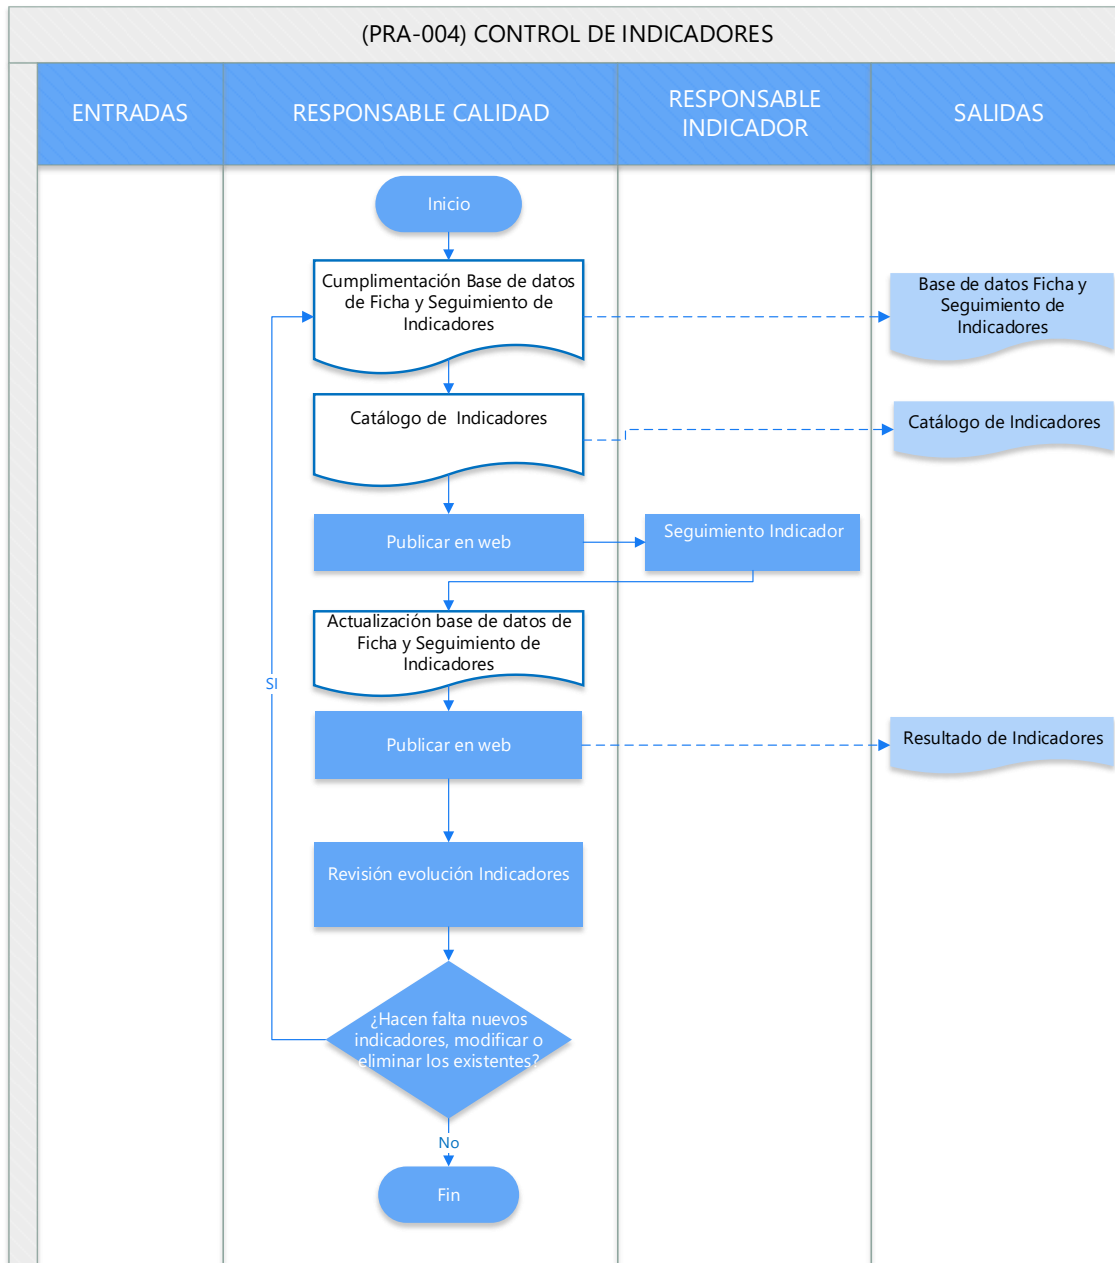 (PRA-004) CONTROL DE INDICADORES
ENTRADAS
RESPONSABLE CALIDAD
RESPONSABLE
INDICADOR
SALIDAS
Inicio
Cumplimentación Base de datos
de Ficha y Seguimiento de
Indicadores
Base de datos Ficha y
Seguimiento de
Indicadores
Catálogo de Indicadores
Catálogo de Indicadores
Publicar en web
Seguimiento Indicador
Actualización base de datos de
Ficha y Seguimiento de
Indicadores
SI
Publicar en web
Resultado de Indicadores
Revisión evolución Indicadores
¿Hacen falta nuevos
indicadores, modificar o
eliminar los existentes?
No
Fin